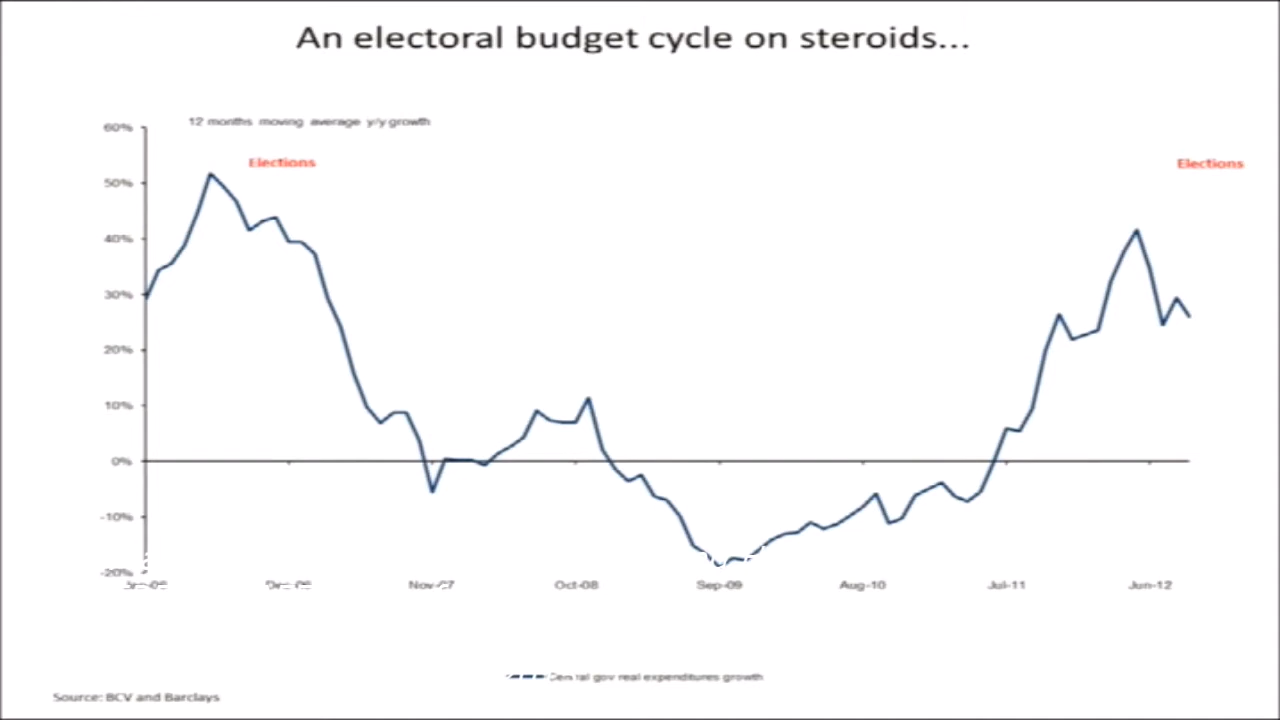 An electoral budget cycle on steroids...
12 months moving average y/y growth
60%
Elections
Elections
50%
40%
30%
20%
10%
0%
-10%
-20%
Nov-07
Oct-08
Sep-09
Aug-10
Jul-11
Jun-12
Central gov real expenditures growth
Source: BCV and Barclays